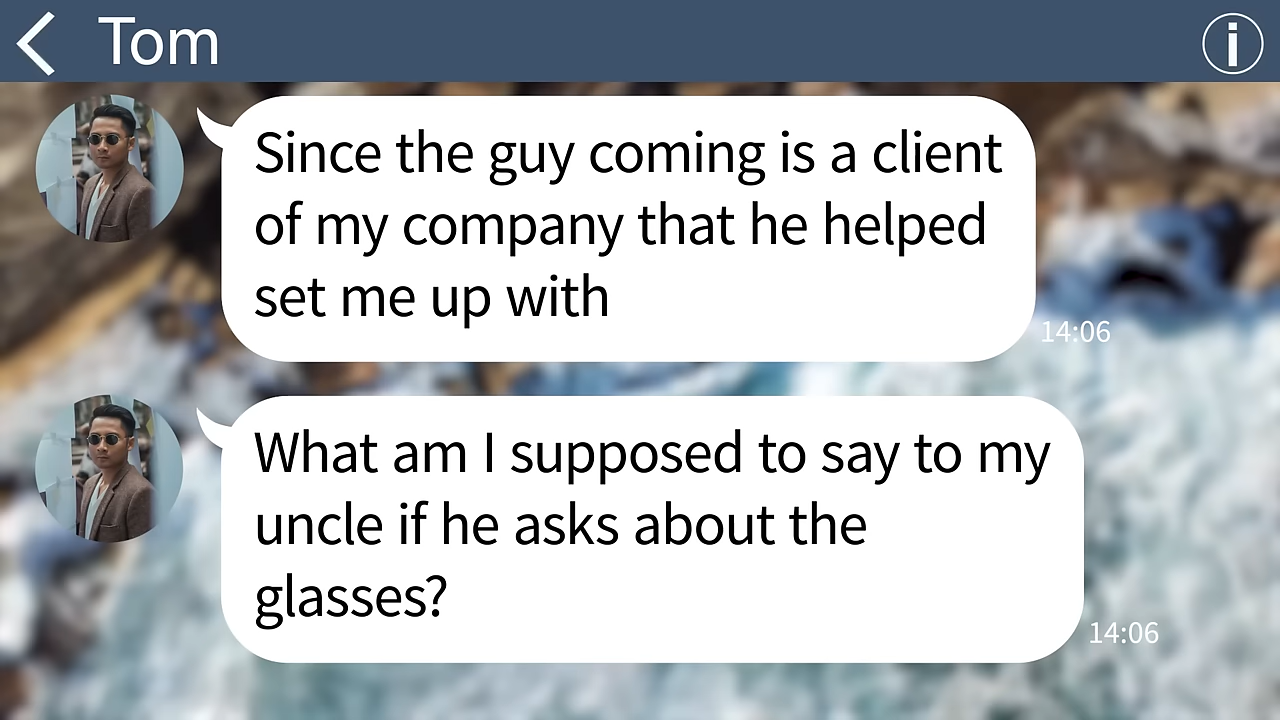 Tom
Since the guy coming is a client
of my company that he helped
set me up with
14:06
What am I supposed to say to my
uncle if he asks about the
glasses?
14:06